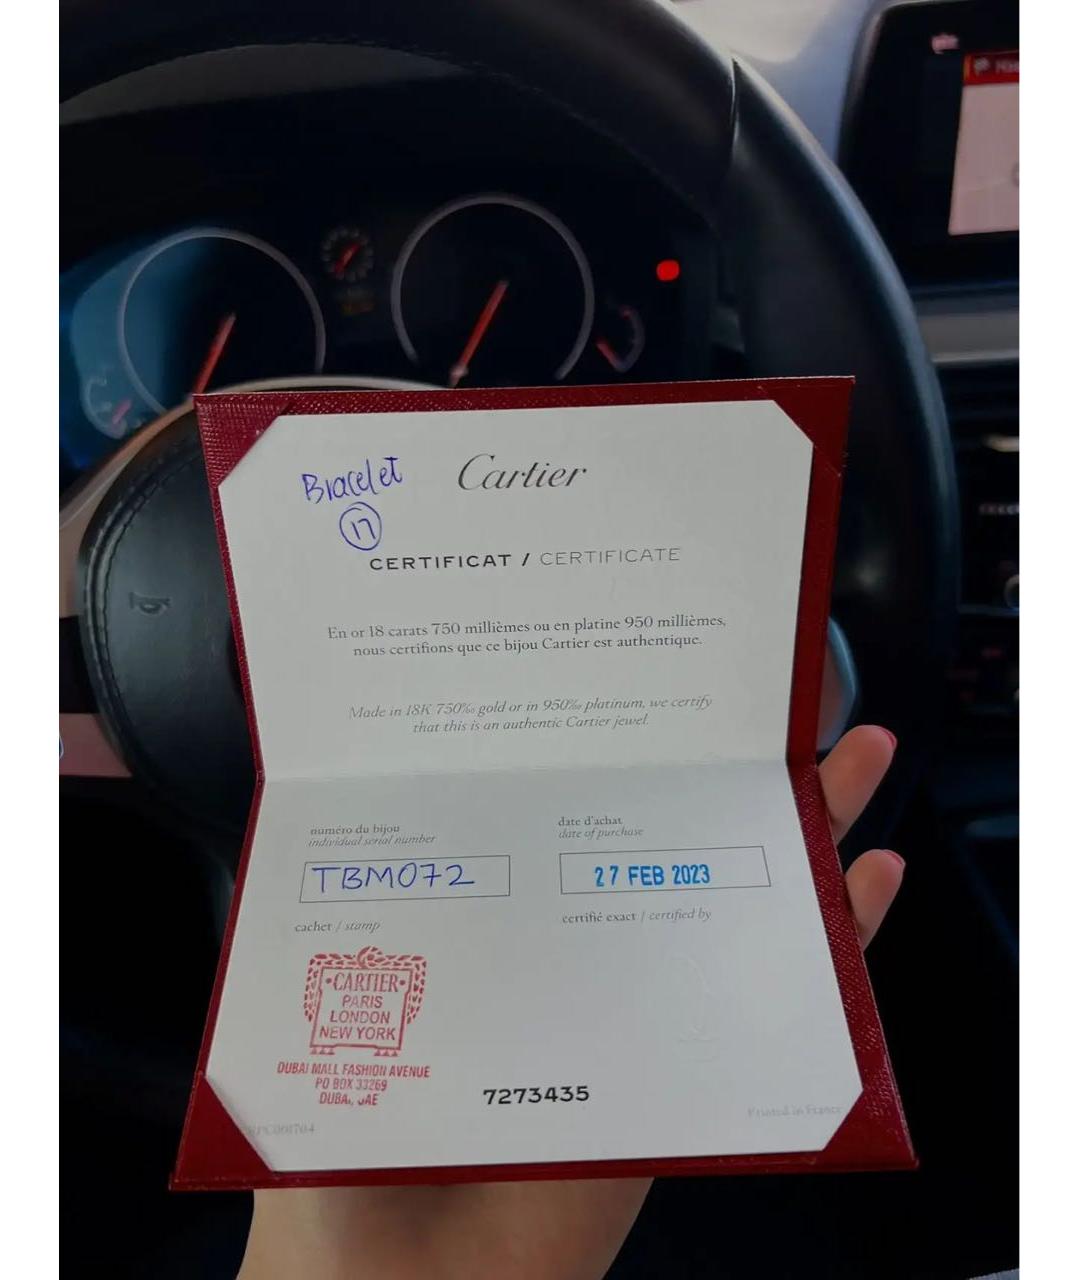 Bracelet
17
Cartier
CERTIFICAT / CERTIFICATE
En or 18 carats 750 millièmes ou en platine 950 millièmes,
nous certifions que ce bijou Cartier est authentique.
Made in 18K 750‰ gold or in 950‰ platinum, we certify
that this is an authentic Cartier jewel.
numéro du bijou
individual serial number
TBM072
date d'achat
date of purchase
27 FEB 2023
cachet / stamp
certifié exact / certified by
CARTIER
PARIS
LONDON
NEW YORK
DUBAI MALL FASHION AVENUE
PO BOX 33269
DUBAI, UAE
7273435
Printed in France